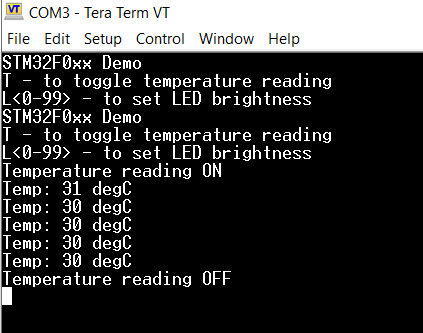 COM3 - Tera Term VT
File Edit Setup Control Window Help
STM32F0xx Demo
T - to toggle temperature reading
L<0-99> - to set LED brightness
STM32F0xx Demo
T - to toggle temperature reading
L<0-99> - to set LED brightness
Temperature reading ON
Temp: 31 degC
Temp: 30 degC
Temp: 30 degC
Temp: 30 degC
Temp: 30 degC
Temperature reading OFF